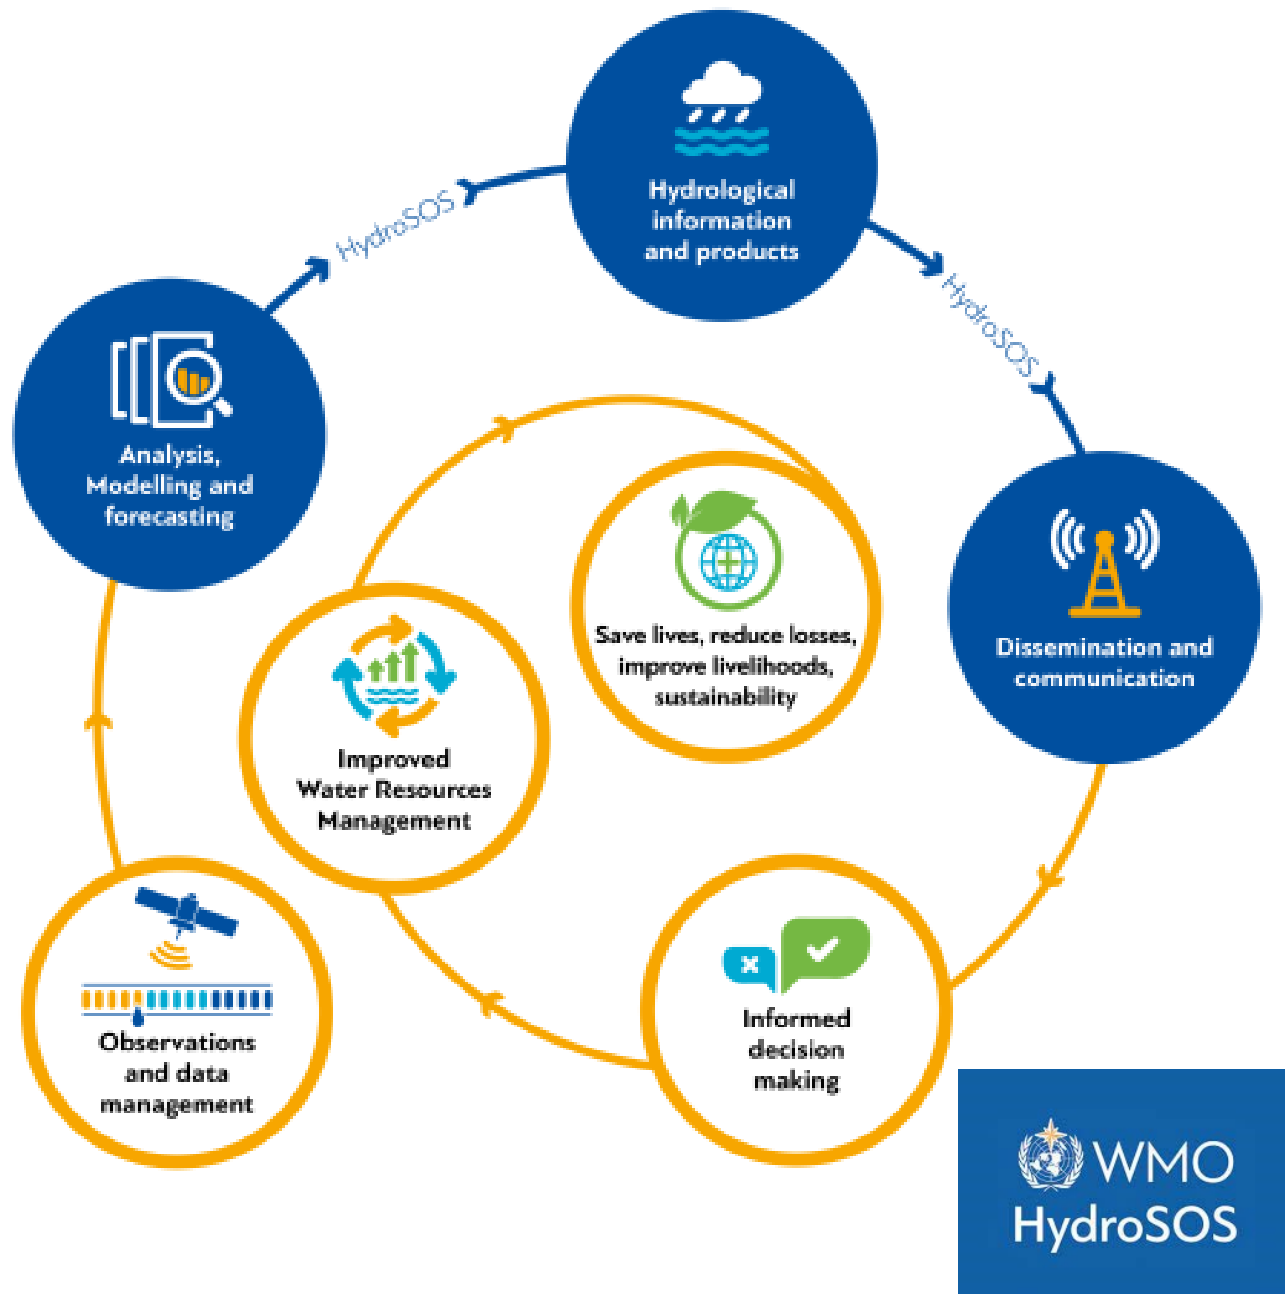 Hydrological
information
and products
HydroSOS
HydroSOS
Analysis,
Modelling and
forecasting
Save lives, reduce losses,
improve livelihoods,
sustainability
Dissemination and
communication
Improved
Water Resources
Management
Observations
and data
management
Informed
decision
making
WMO
HydroSOS